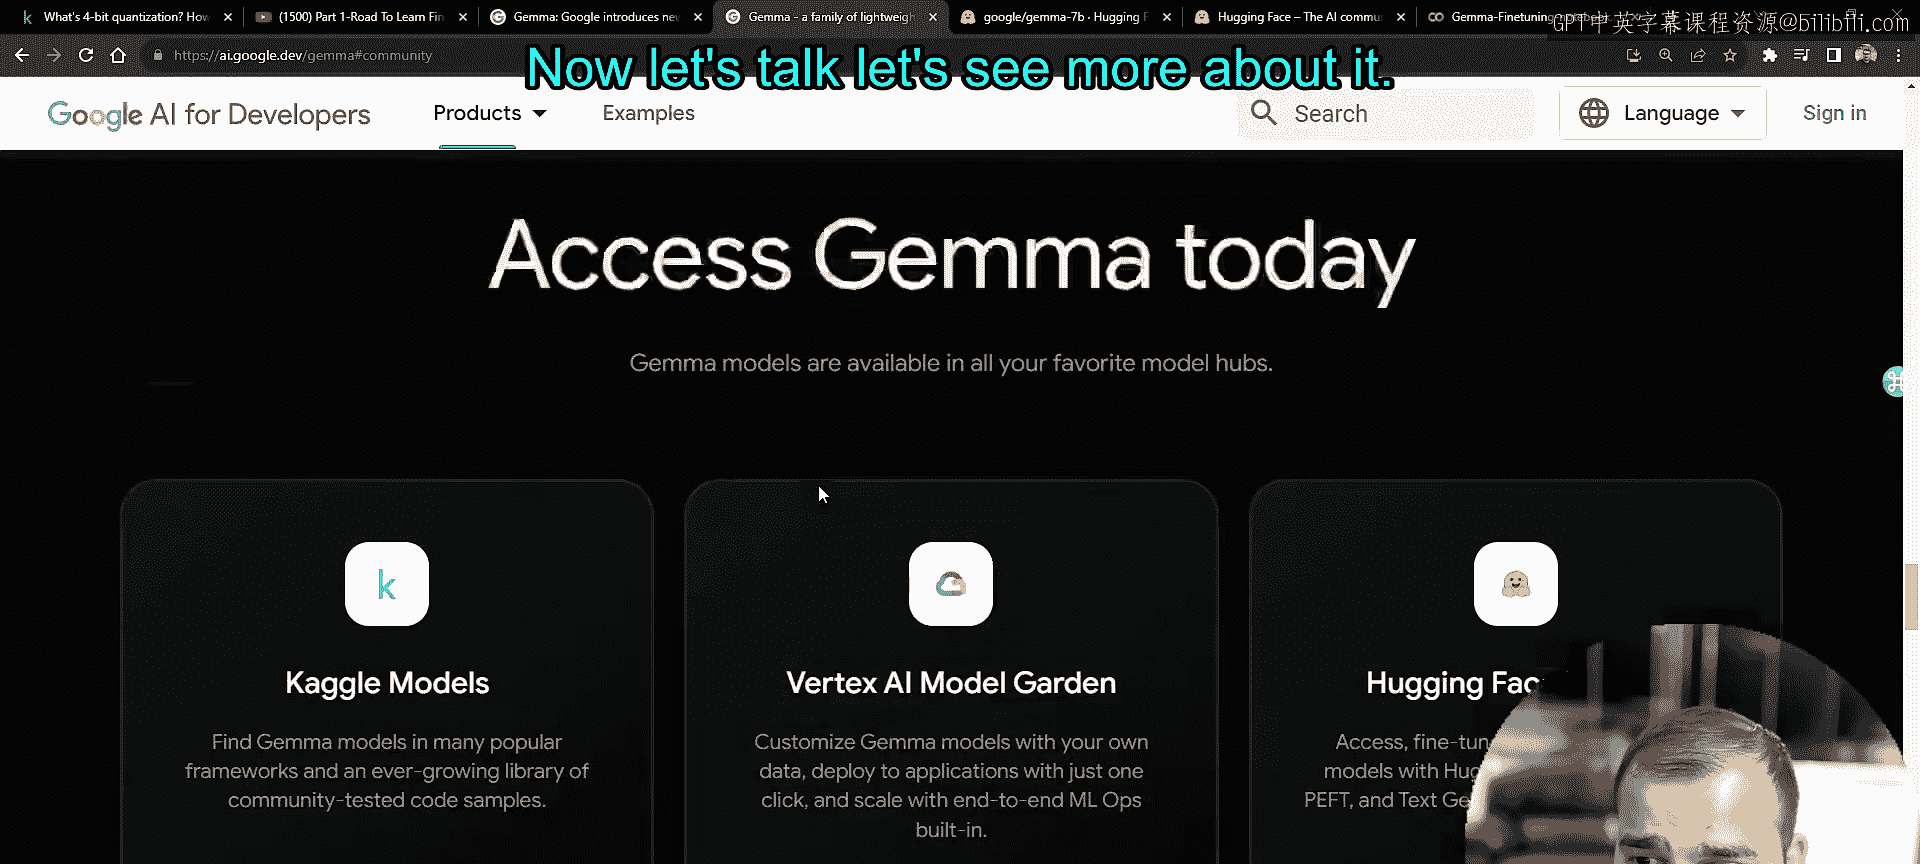 What's 4-bit quantization? How
(1500) Part 1-Road To Learn Fin
Gemma: Google introduces new
Gemma - a family of lightweigh
google/gemma-7b · Hugging F
Hugging Face – The AI commu
Gemma-Finetuning notebook
GPT中英字幕课程资源@bilibili.com
https://ai.google.dev/gemma#community
Now let's talk let's see more about it.
Google AI for Developers
Products
Examples
Search
Language
Sign in
Access Gemma today
Gemma models are available in all your favorite model hubs.
k
Kaggle Models
Find Gemma models in many popular
frameworks and an ever-growing library of
community-tested code samples.
Vertex AI Model Garden
Customize Gemma models with your own
data, deploy to applications with just one
click, and scale with end-to-end ML Ops
built-in.
Hugging Fac
Access, fine-tun
models with Hug
PEFT, and Text Ge